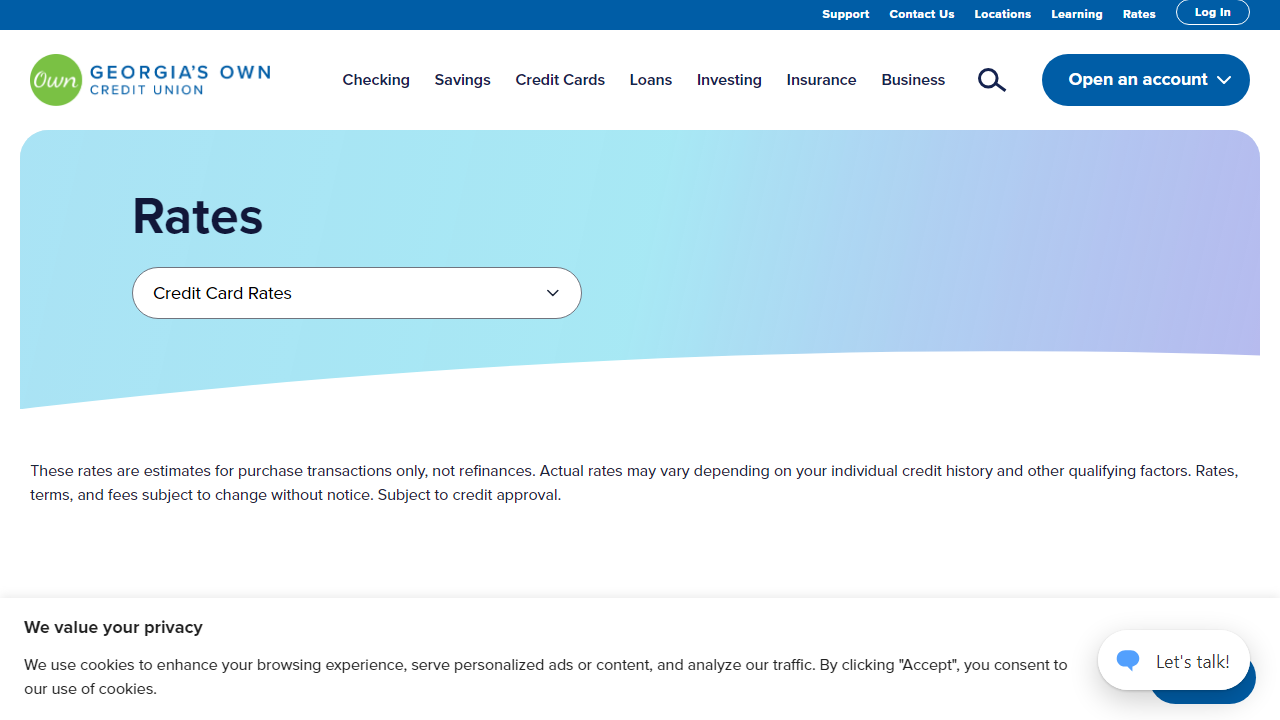 Support Contact Us Locations Learning Rates Log In
Own GEORGIA'S OWN
CREDIT UNION
Checking Savings Credit Cards Loans Investing Insurance Business Open an account
Rates
Credit Card Rates
These rates are estimates for purchase transactions only, not refinances. Actual rates may vary depending on your individual credit history and other qualifying factors. Rates,
terms, and fees subject to change without notice. Subject to credit approval.
We value your privacy
We use cookies to enhance your browsing experience, serve personalized ads or content, and analyze our traffic. By clicking "Accept", you consent to
our use of cookies.
Let's talk!